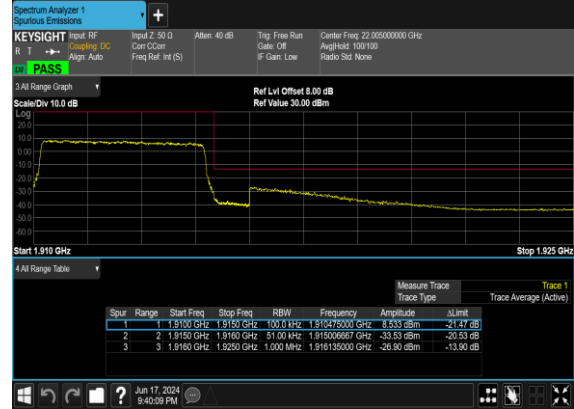 Spectrum Analyzer 1
Spurious Emissions
+
KEYSIGHT Input: RF Input Z: 50 Ω Atten: 40 dB Trig: Free Run Center Freq: 22.005000000 GHz
R T Coupling: DC Corr CCorr Gate: Off Avg|Hold: 100/100
Align: Auto Freq Ref: Int (S) IF Gain: Low Radio Std: None
PASS
3 All Range Graph
Ref Lvl Offset 8.00 dB
Scale/Div 10.0 dB Ref Value 30.00 dBm
Log
20.0
10.0
0.00
-10.0
-20.0
-30.0
-40.0
-50.0
-60.0
Start 1.910 GHz Stop 1.925 GHz
4 All Range Table
Measure Trace Trace 1
Trace Type Trace Average (Active)
Spur Range Start Freq Stop Freq RBW Frequency Amplitude ΔLimit
1 1 1.9100 GHz 1.9150 GHz 100.0 kHz 1.910475000 GHz 8.533 dBm -21.47 dB
2 2 1.9150 GHz 1.9160 GHz 51.00 kHz 1.915006667 GHz -33.53 dBm -20.53 dB
3 3 1.9160 GHz 1.9250 GHz 1.000 MHz 1.916135000 GHz -26.90 dBm -13.90 dB
?
Jun 17, 2024
9:40:09 PM